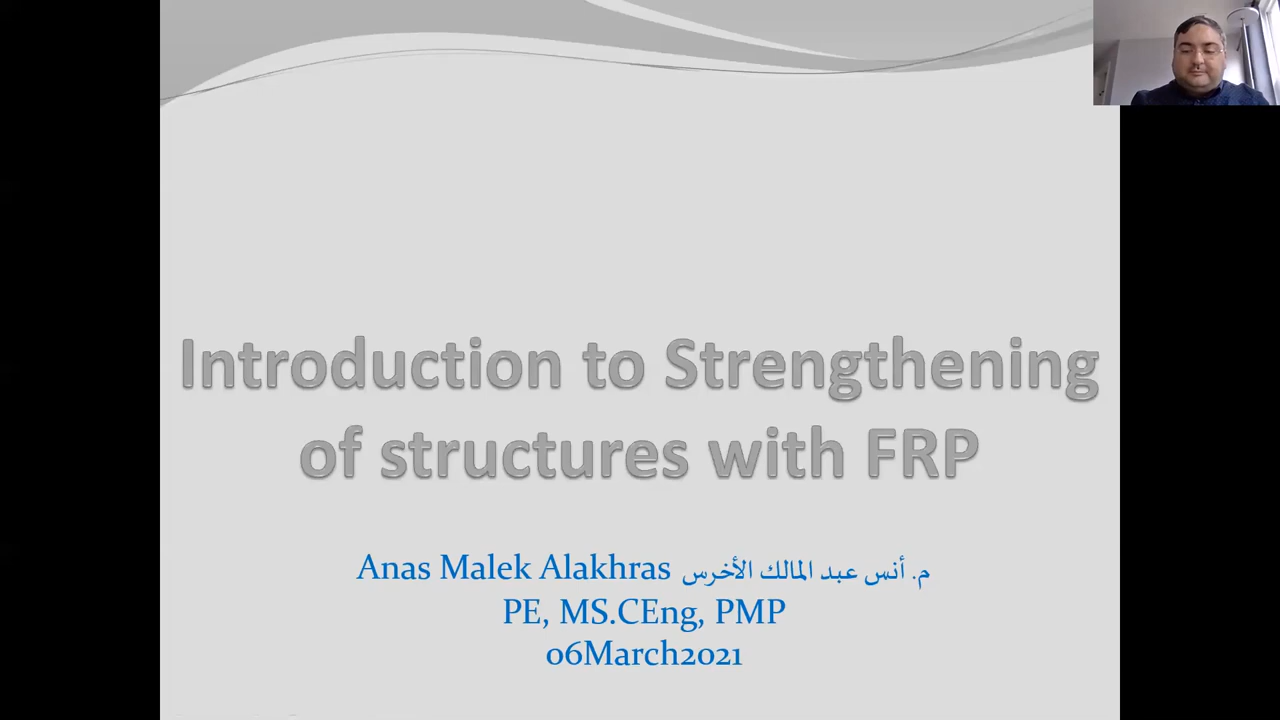 Introduction to Strengthening
of structures with FRP
Anas Malek Alakhras م. أنس عبد المالك الأخرس
PE, MS.CEng, PMP
06March2021